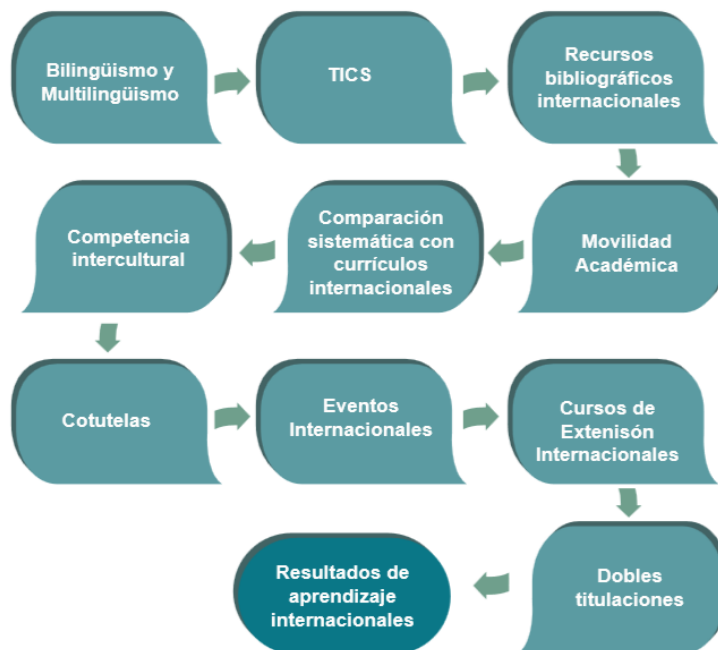 Bilingüismo y
Multilingüismo
TICS
Recursos
bibliográficos
internacionales
Movilidad
Académica
Comparación
sistemática con
currículos
internacionales
Competencia
intercultural
Cotutelas
Eventos
Internacionales
Cursos de
Extenisón
Internacionales
Dobles
titulaciones
Resultados de
aprendizaje
internacionales